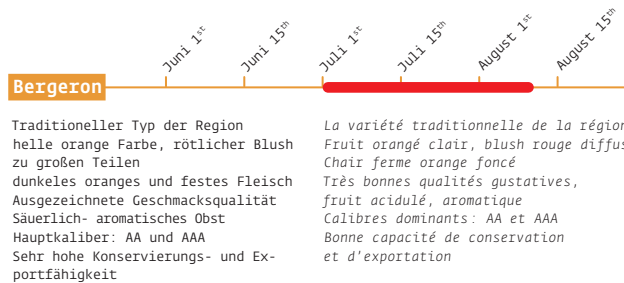 Juni 1st
Juni 15th
Juli 1st
Juli 15th
August 1st
August 15th
Bergeron
Traditioneller Typ der Region
helle orange Farbe, rötlicher Blush
zu großen Teilen
dunkeles oranges und festes Fleisch
Ausgezeichnete Geschmacksqualität
Säuerlich- aromatisches Obst
Hauptkaliber: AA und AAA
Sehr hohe Konservierungs- und Ex-
portfähigkeit
La variété traditionnelle de la région
Fruit orangé clair, blush rouge diffus
Chair ferme orange foncé
Très bonnes qualités gustatives,
fruit acidulé, aromatique
Calibres dominants: AA et AAA
Bonne capacité de conservation
et d'exportation